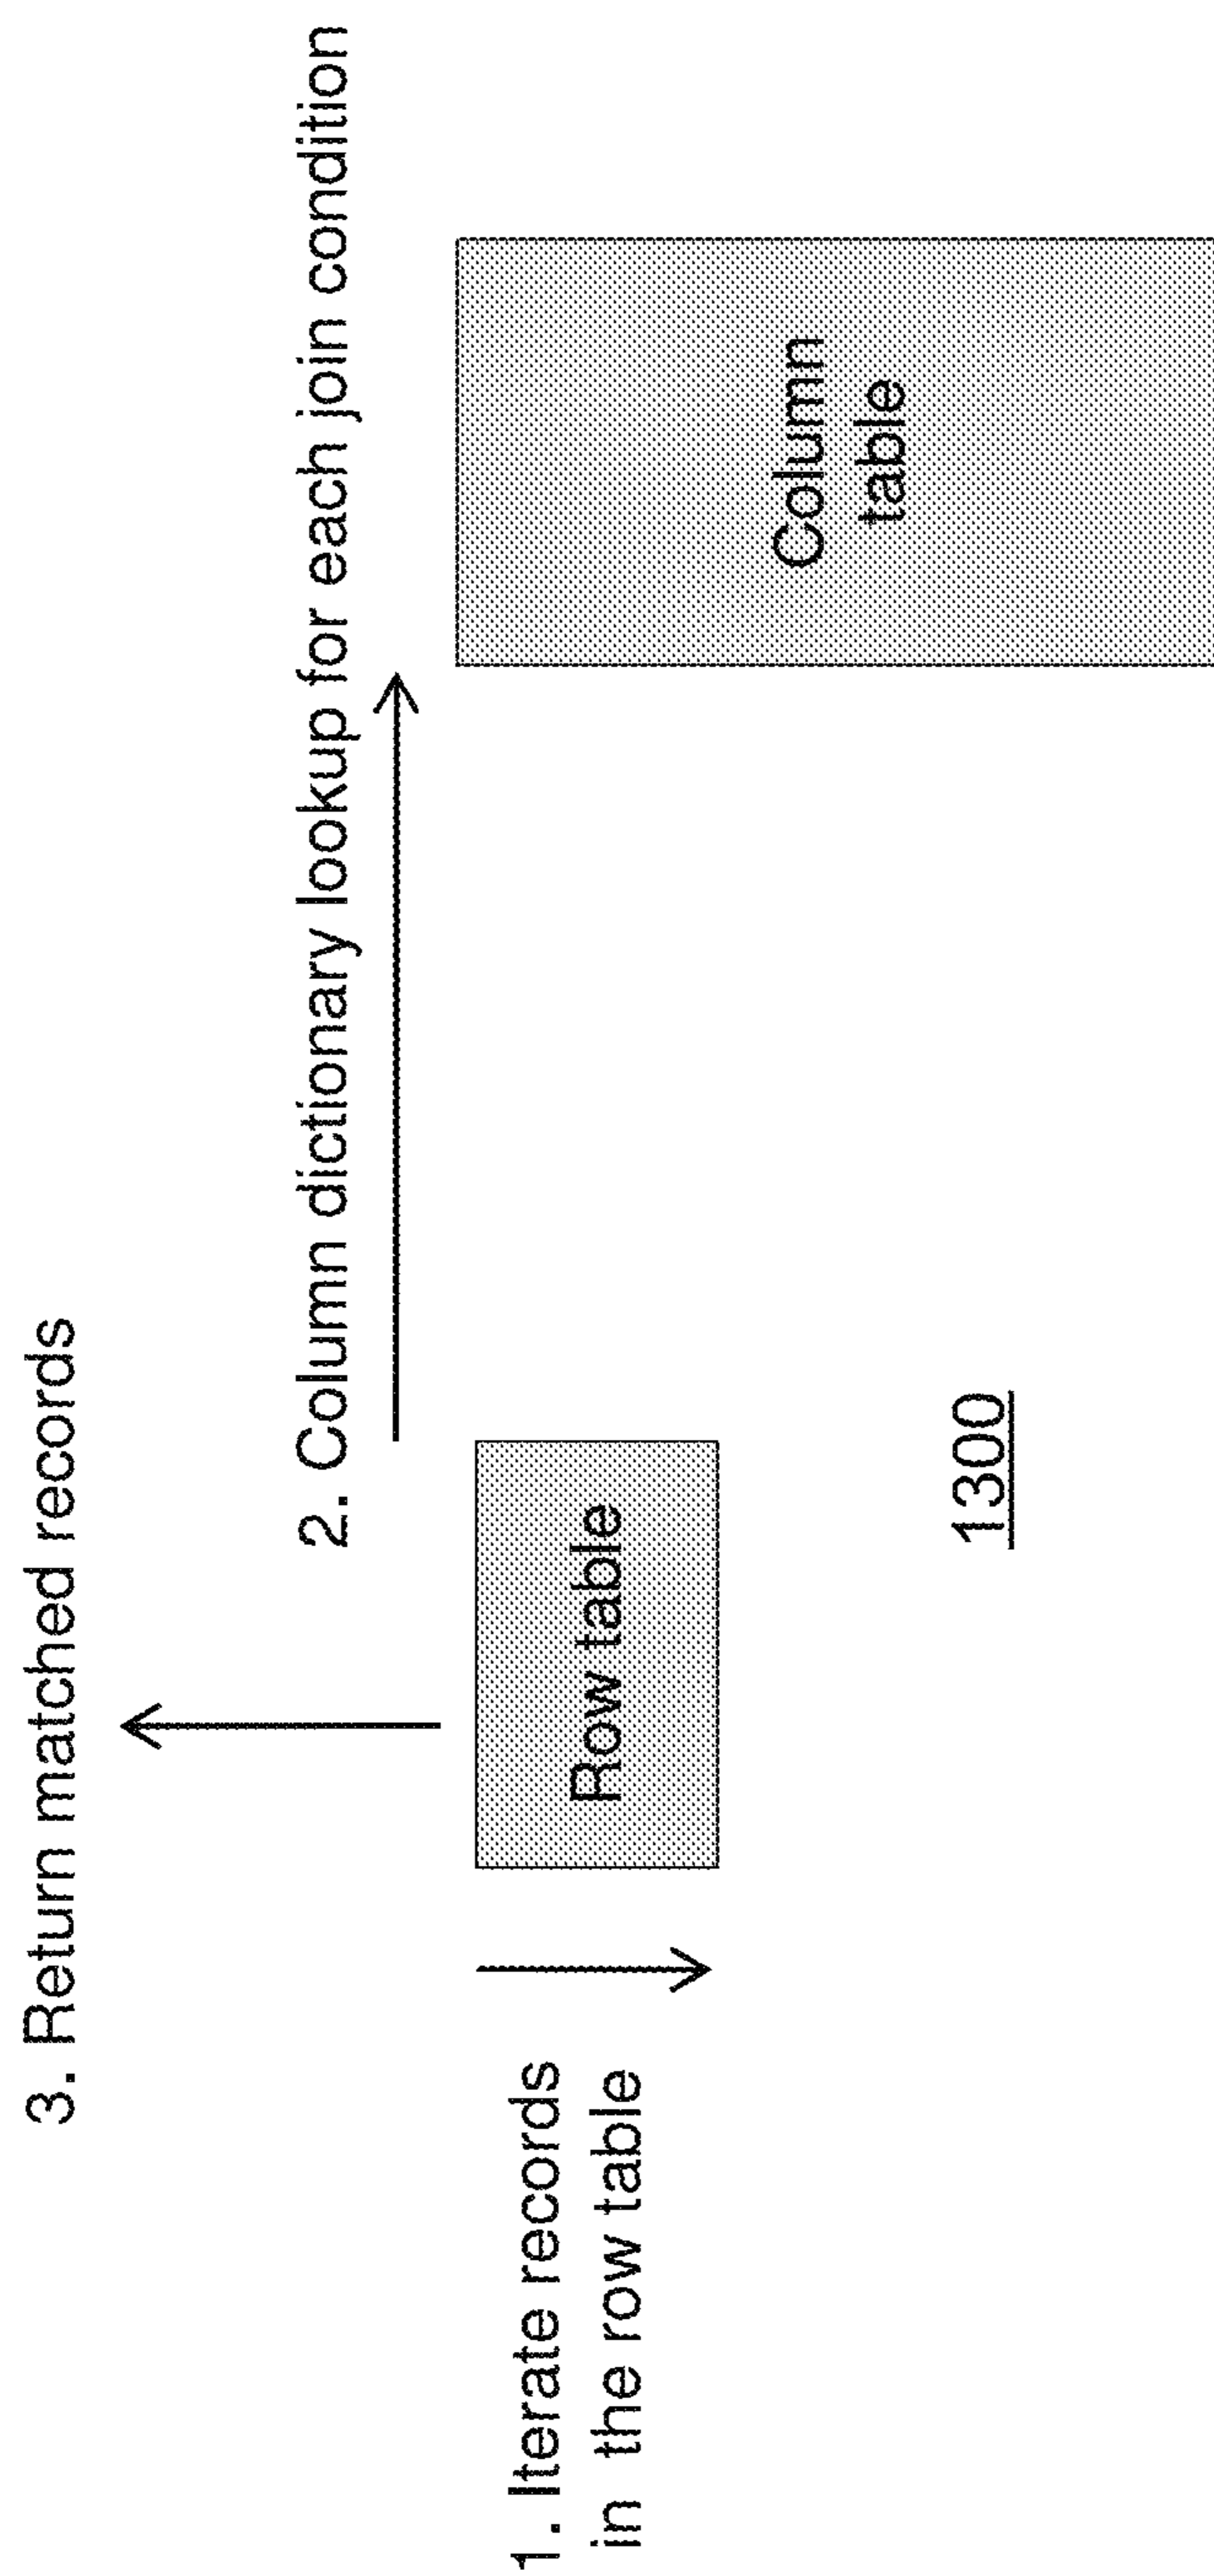 3. Return matched records
2. Column dictionary lookup for each join condition
1. Iterate records
in the row table
Row table
Column
table
1300